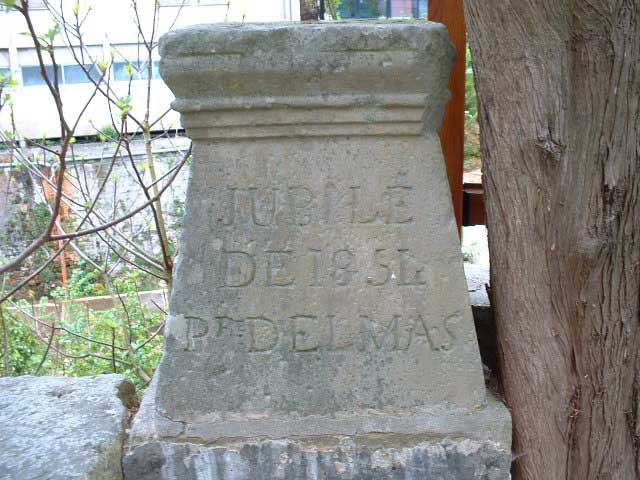 JUBILÉ
DE 1851
PRE DELMAS